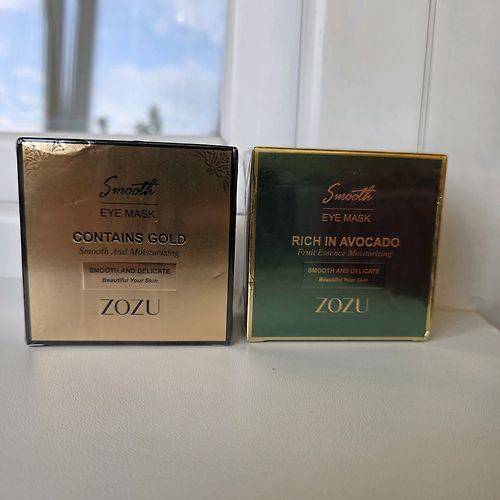 Smooth
EYE MASK
CONTAINS GOLD
Smooth And Moisturizing
SMOOTH AND DELICATE
Beautiful Your Skin
ZOZU
Smooth
EYE MASK
RICH IN AVOCADO
Fruit Essence Moisturizing
SMOOTH AND DELICATE
Beautiful Your Skin
ZOZU